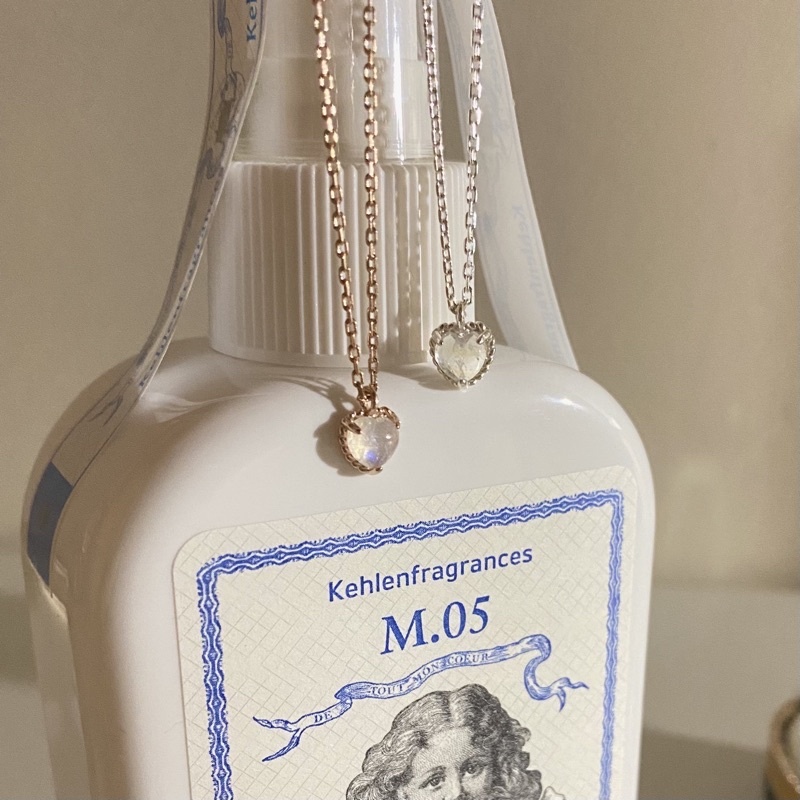 Kehlenfragrances
M.05
DE TOUT MON COEUR